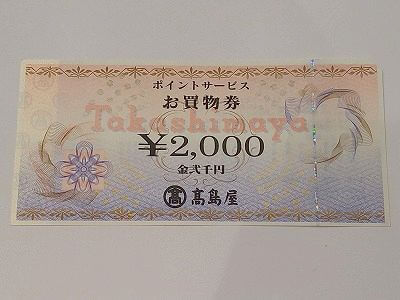 ポイントサービス
お買物券
Takashimaya
¥2,000
金弐千円
髙 髙島屋